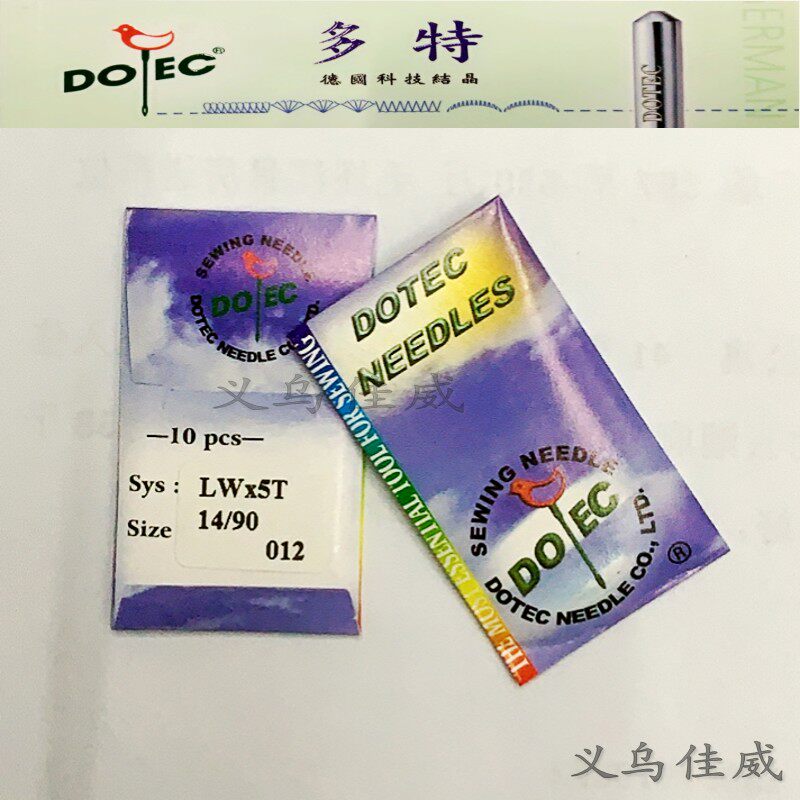 DOTEC®
多特
德國科技結晶
DOTEC
GERMAN
SEWING NEEDLE
DOTEC
DOTEC NEEDLE CO., LTD.
—10 pcs—
Sys : LWx5T
Size 14/90
012
DOTEC
NEEDLES
THE MOST ESSENTIAL TOOL FOR SEWING
SEWING NEEDLE
DOTEC
DOTEC NEEDLE CO., LTD.
®
义乌佳威
义乌佳威